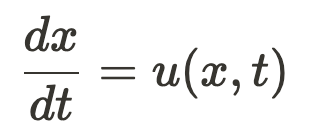 dx/dt = u(x, t)